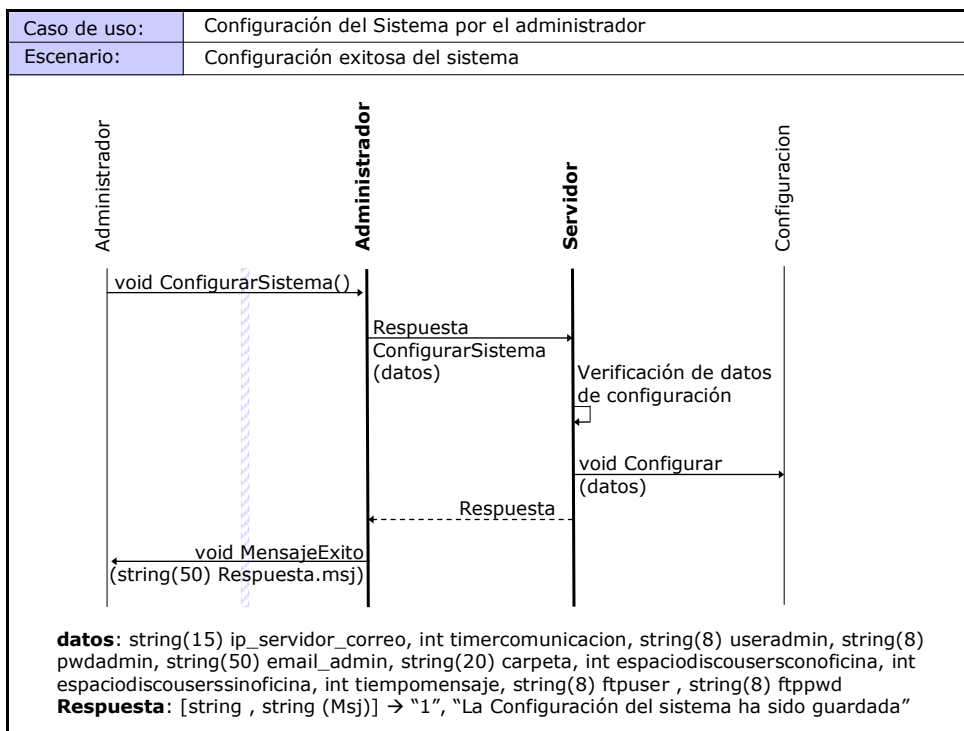 Caso de uso: Configuración del Sistema por el administrador
Escenario: Configuración exitosa del sistema
Administrador
Administrador
Servidor
Configuracion
void ConfigurarSistema()
Respuesta
ConfigurarSistema
(datos)
Verificación de datos
de configuración
void Configurar
(datos)
Respuesta
void MensajeExito
(string(50) Respuesta.msj)
datos: string(15) ip_servidor_correo, int timercomunicacion, string(8) useradmin, string(8)
pwdadmin, string(50) email_admin, string(20) carpeta, int espaciodiscousersconoficina, int
espaciodiscouserssinoficina, int tiempomensaje, string(8) ftpuser , string(8) ftppwd
Respuesta: [string , string (Msj)] → “1”, “La Configuración del sistema ha sido guardada”